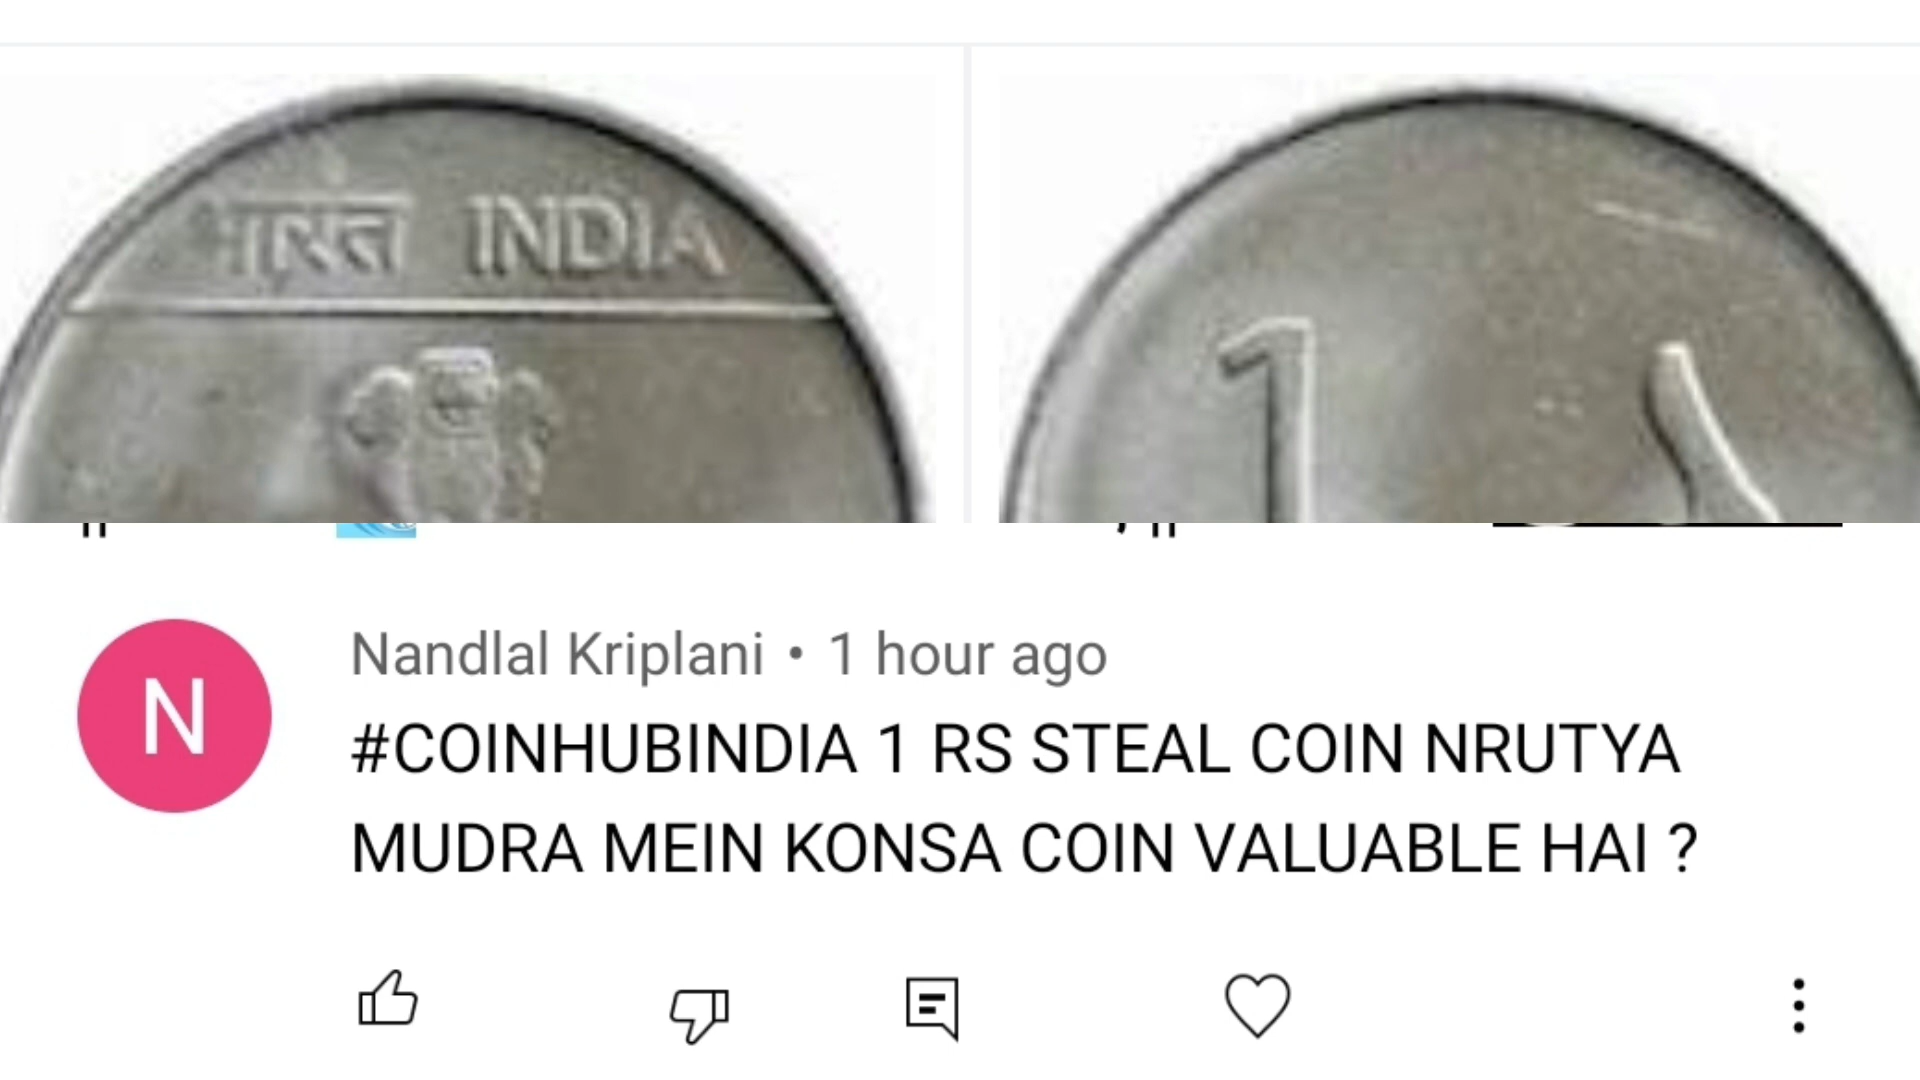 भारत INDIA
1
N
Nandlal Kriplani • 1 hour ago
#COINHUBINDIA 1 RS STEAL COIN NRUTYA
MUDRA MEIN KONSA COIN VALUABLE HAI ?